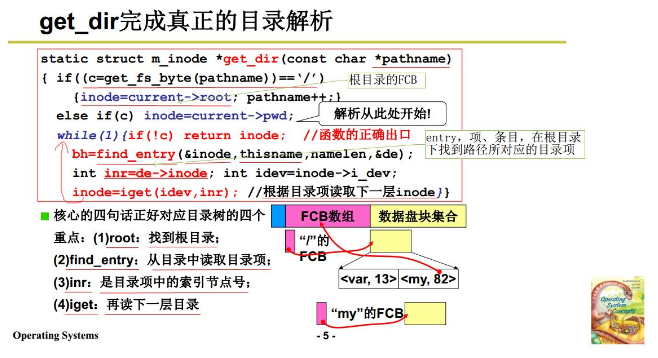 get_dir完成真正的目录解析
static struct m_inode *get_dir(const char *pathname)
{ if((c=get_fs_byte(pathname))=='/')
{inode=current->root; pathname++;}
根目录的FCB
else if(c) inode=current->pwd;
解析从此处开始!
while(1){if(!c) return inode; //函数的正确出口
bh=find_entry(&inode,thisname,namelen,&de);
entry，项、条目，在根目录
下找到路径所对应的目录项
int inr=de->inode; int idev=inode->i_dev;
inode=iget(idev,inr); //根据目录项读取下一层inode}}
核心的四句话正好对应目录树的四个
重点：(1)root：找到根目录；
(2)find_entry：从目录中读取目录项；
(3)inr：是目录项中的索引节点号；
(4)iget：再读下一层目录
FCB数组
数据盘块集合
“/”的
FCB
<var, 13>
<my, 82>
“my”的FCB
Operating Systems
- 5 -
Operating
System
Concepts